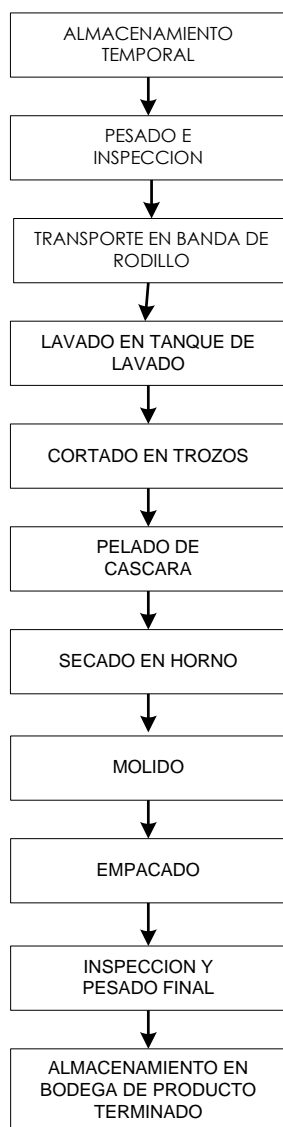 ALMACENAMIENTO
TEMPORAL
PESADO E
INSPECCION
TRANSPORTE EN BANDA DE
RODILLO
LAVADO EN TANQUE DE
LAVADO
CORTADO EN TROZOS
PELADO DE
CASCARA
SECADO EN HORNO
MOLIDO
EMPACADO
INSPECCION Y
PESADO FINAL
ALMACENAMIENTO EN
BODEGA DE PRODUCTO
TERMINADO